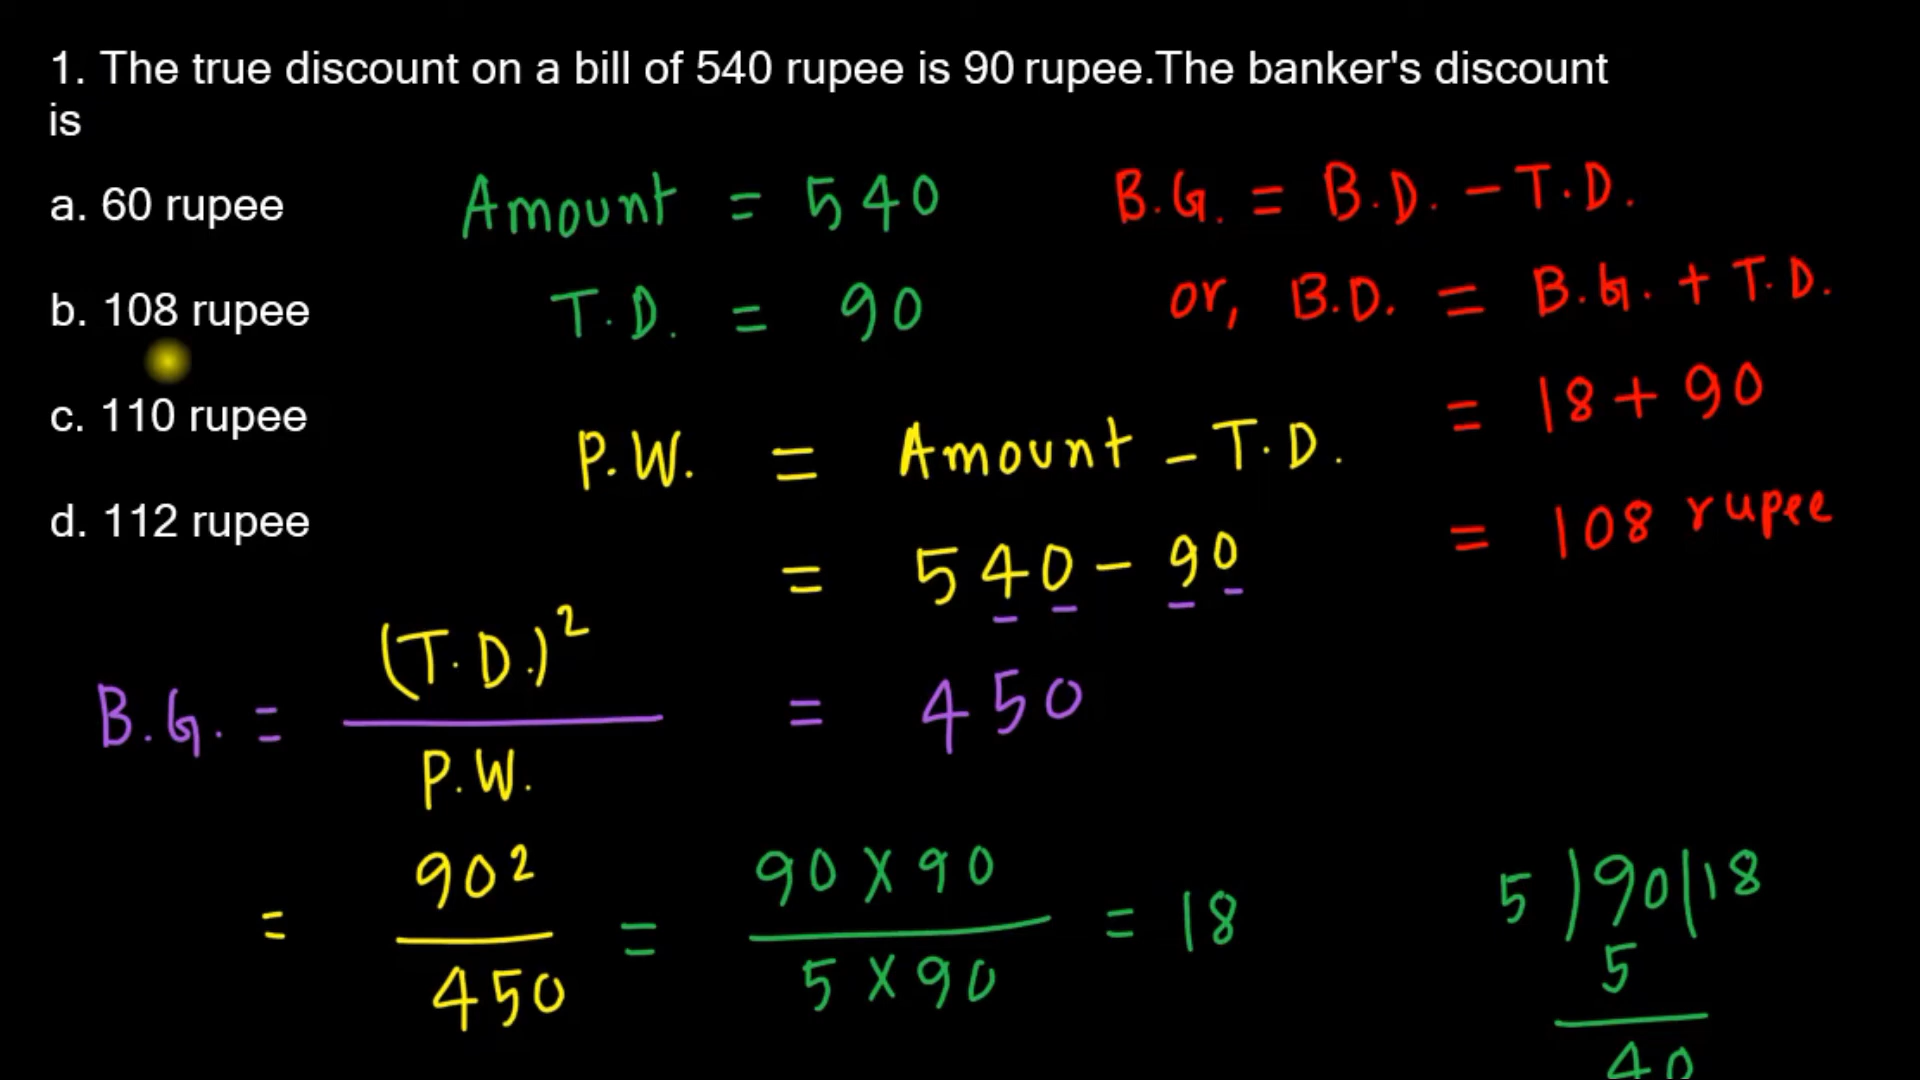 1. The true discount on a bill of 540 rupee is 90 rupee.The banker's discount
is
a. 60 rupee
b. 108 rupee
c. 110 rupee
d. 112 rupee
Amount = 540
T.D. = 90
P.W. = Amount - T.D.
= 540 - 90
= 450
B.G. = B.D. - T.D.
or, B.D. = B.G. + T.D.
= 18 + 90
= 108 rupee
B.G. = (T.D.)² / P.W.
= 90² / 450 = 90 X 90 / 5 X 90 = 18
5 ) 90 | 18
5
40